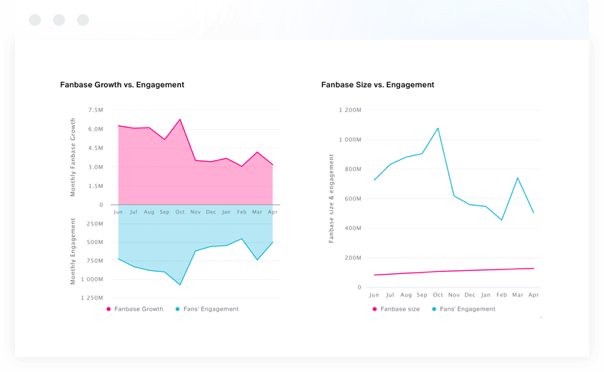 Fanbase Growth vs. Engagement
Monthly Fanbase Growth
7.5M
6.0M
4.5M
3.0M
1.5M
0
Jun Jul Aug Sep Oct Nov Dec Jan Feb Mar Apr
Monthly Engagement
250M
500M
750M
1 000M
1 250M
Fanbase Growth Fans' Engagement
Fanbase Size vs. Engagement
Fanbase size & engagement
1 200M
1 000M
800M
600M
400M
200M
0
Jun Jul Aug Sep Oct Nov Dec Jan Feb Mar Apr
Fanbase size Fans' Engagement